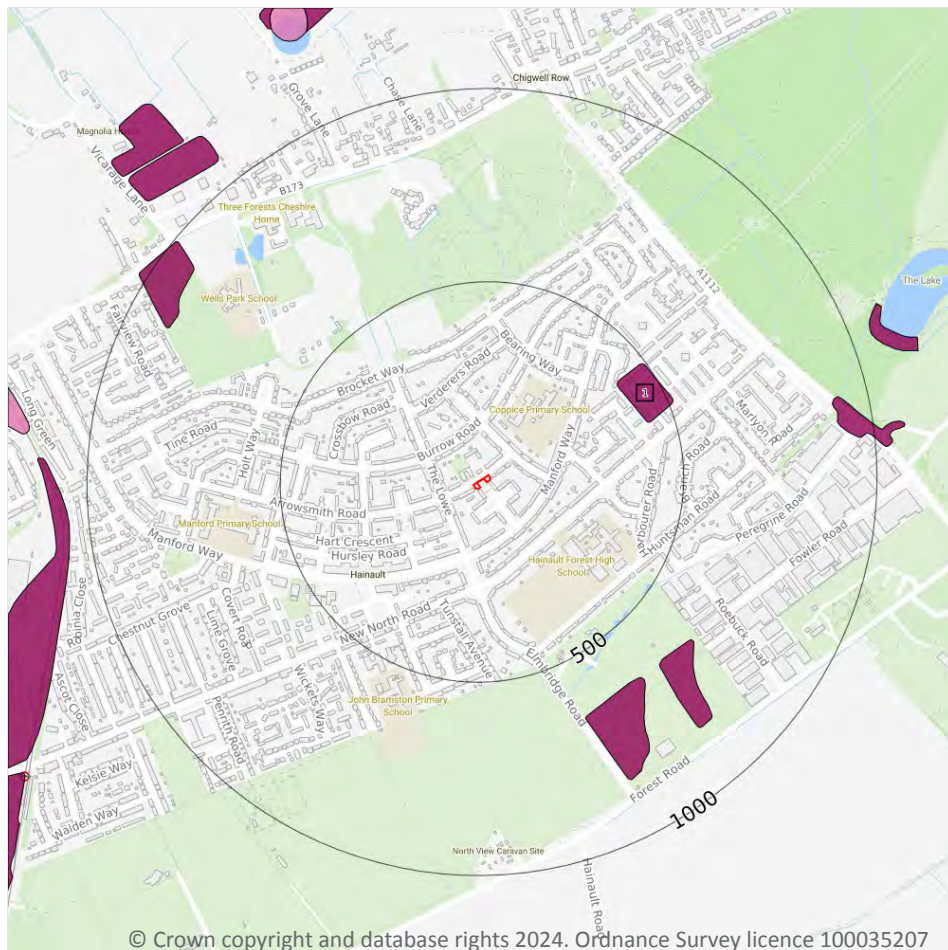 Chigwell Row
Grove Lane
Chase Lane
Vicarage Lane
B173
Three Forests Cheshire
Home
Wells Park School
The Lake
A1112
Fairview Road
Bearing Way
Brocket Way
Verderers Road
1
Long Green
Crossbow Road
Coppice Primary School
Marlyon Road
Tine Road
Holt Way
Burrow Road
Manford Way
The Lowe
Arrowsmith Road
Manford Primary School
Manford Way
Hart Crescent
Hursley Road
Hainault
Huntsman Road
Peregrine Road
Fowler Road
Hainault Forest High
School
Robinia Close
Chestnut Grove
Covert Road
Lime Grove
New North Road
Tunstall Avenue
Roebuck Road
500
Elmbridge Road
Ascot Close
Wickets Way
Penrith Road
John Bramston Primary
School
Kelsie Way
Walden Way
Forest Road
1000
North View Caravan Site
Hainault Road
© Crown copyright and database rights 2024. Ordnance Survey licence 100035207